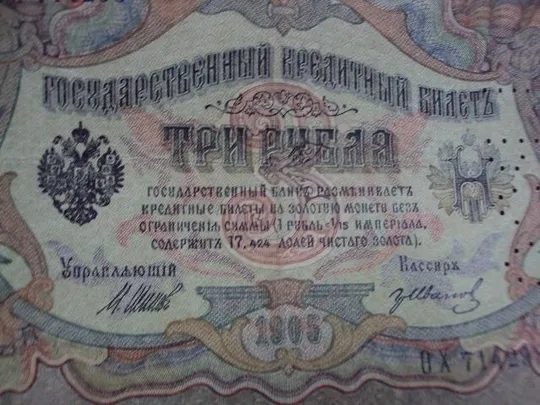 ГОСУДАРСТВЕННЫЙ КРЕДИТНЫЙ БИЛЕТЪ
3
ТРИ РУБЛЯ
ГОСУДАРСТВЕННЫЙ БАНКЪ РАЗМѢНИВАЕТЪ
КРЕДИТНЫЕ БИЛЕТЫ НА ЗОЛОТУЮ МОНЕТУ БЕЗЪ
ОГРАНИЧЕНІЯ СУММЫ (1 РУБЛЬ = 1/15 ИМПЕРІАЛА,
СОДЕРЖИТЪ 17,424 ДОЛЕЙ ЧИСТАГО ЗОЛОТА).
Управляющій Кассиръ
1905